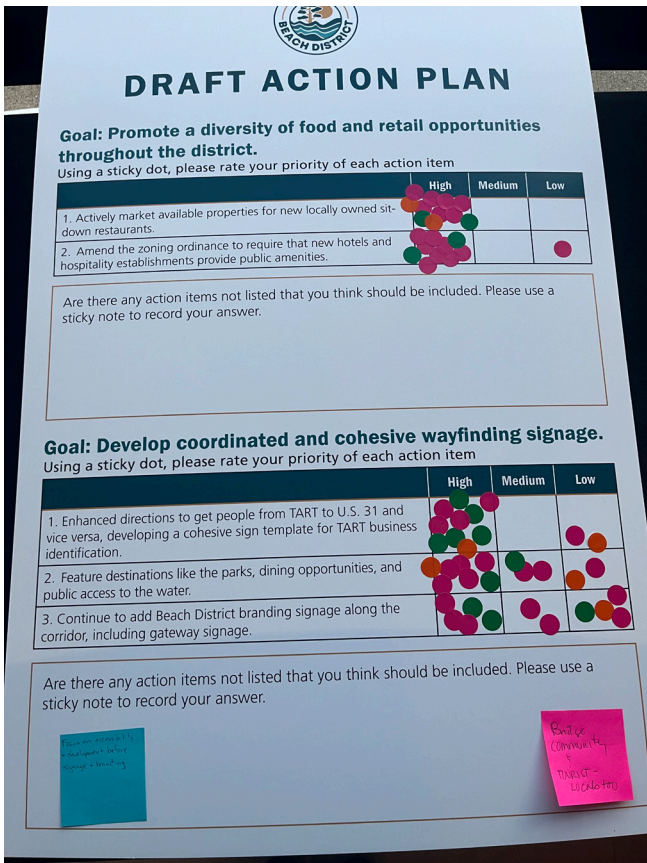 BEACH DISTRICT
DRAFT ACTION PLAN
Goal: Promote a diversity of food and retail opportunities
throughout the district.
Using a sticky dot, please rate your priority of each action item
High Medium Low
1. Actively market available properties for new locally owned sit-
down restaurants.
2. Amend the zoning ordinance to require that new hotels and
hospitality establishments provide public amenities.
Are there any action items not listed that you think should be included. Please use a
sticky note to record your answer.
Goal: Develop coordinated and cohesive wayfinding signage.
Using a sticky dot, please rate your priority of each action item
High Medium Low
1. Enhanced directions to get people from TART to U.S. 31 and
vice versa, developing a cohesive sign template for TART business
identification.
2. Feature destinations like the parks, dining opportunities, and
public access to the water.
3. Continue to add Beach District branding signage along the
corridor, including gateway signage.
Are there any action items not listed that you think should be included. Please use a
sticky note to record your answer.
Focus on accessibility
+ development before
signage + branding
Bridge
community
+
TOURIST -
LOCALS too